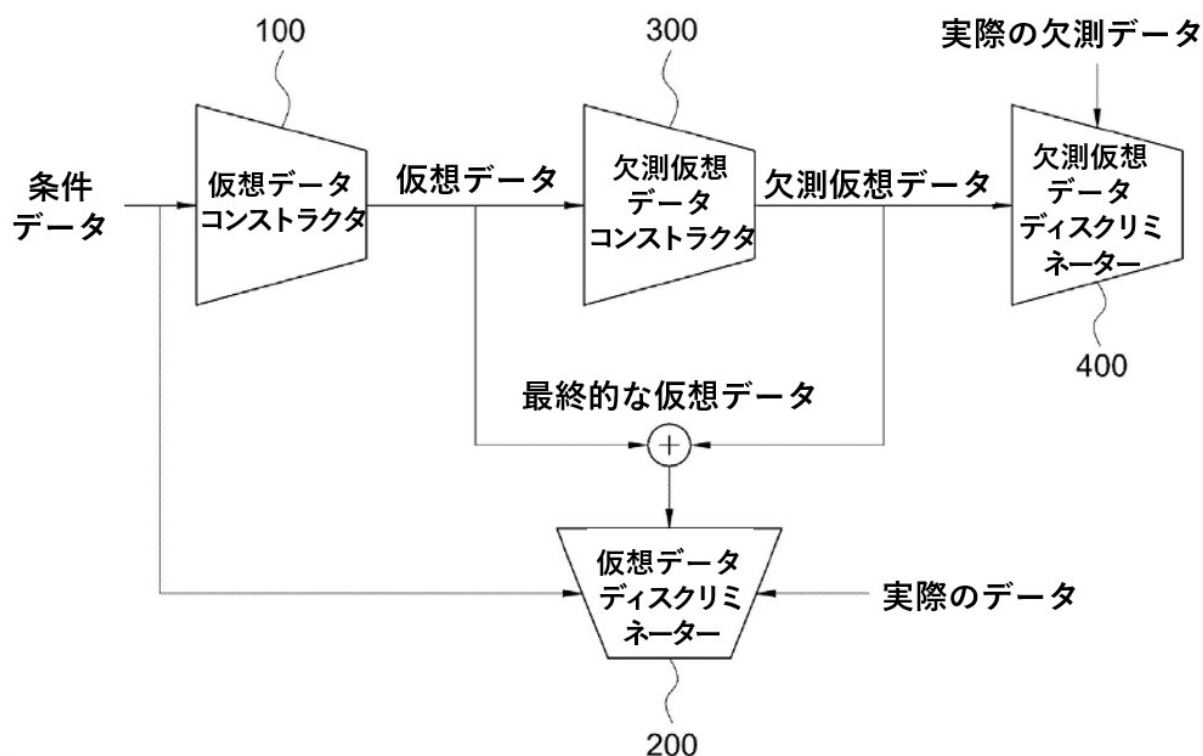 100
300
実際の欠測データ
条件
データ
仮想データ
コンストラクタ
仮想データ
欠測仮想
データ
コンストラクタ
欠測仮想データ
欠測仮想
データ
ディスクリミ
ネーター
400
最終的な仮想データ
+
仮想データ
ディスクリミ
ネーター
実際のデータ
200